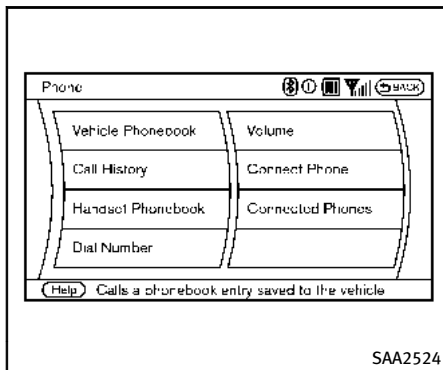 Phone BACK
Vehicle Phonebook
Call History
Handset Phonebook
Dial Number
Volume
Connect Phone
Connected Phones
Help Calls a phonebook entry saved to the vehicle
SAA2524